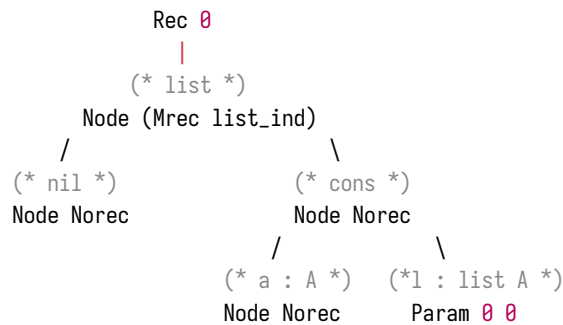 Rec 0
|
(* list *)
Node (Mrec list_ind)
/ \
(* nil *) (* cons *)
Node Norec Node Norec
/ \
(* a : A *) (*l : list A *)
Node Norec Param 0 0